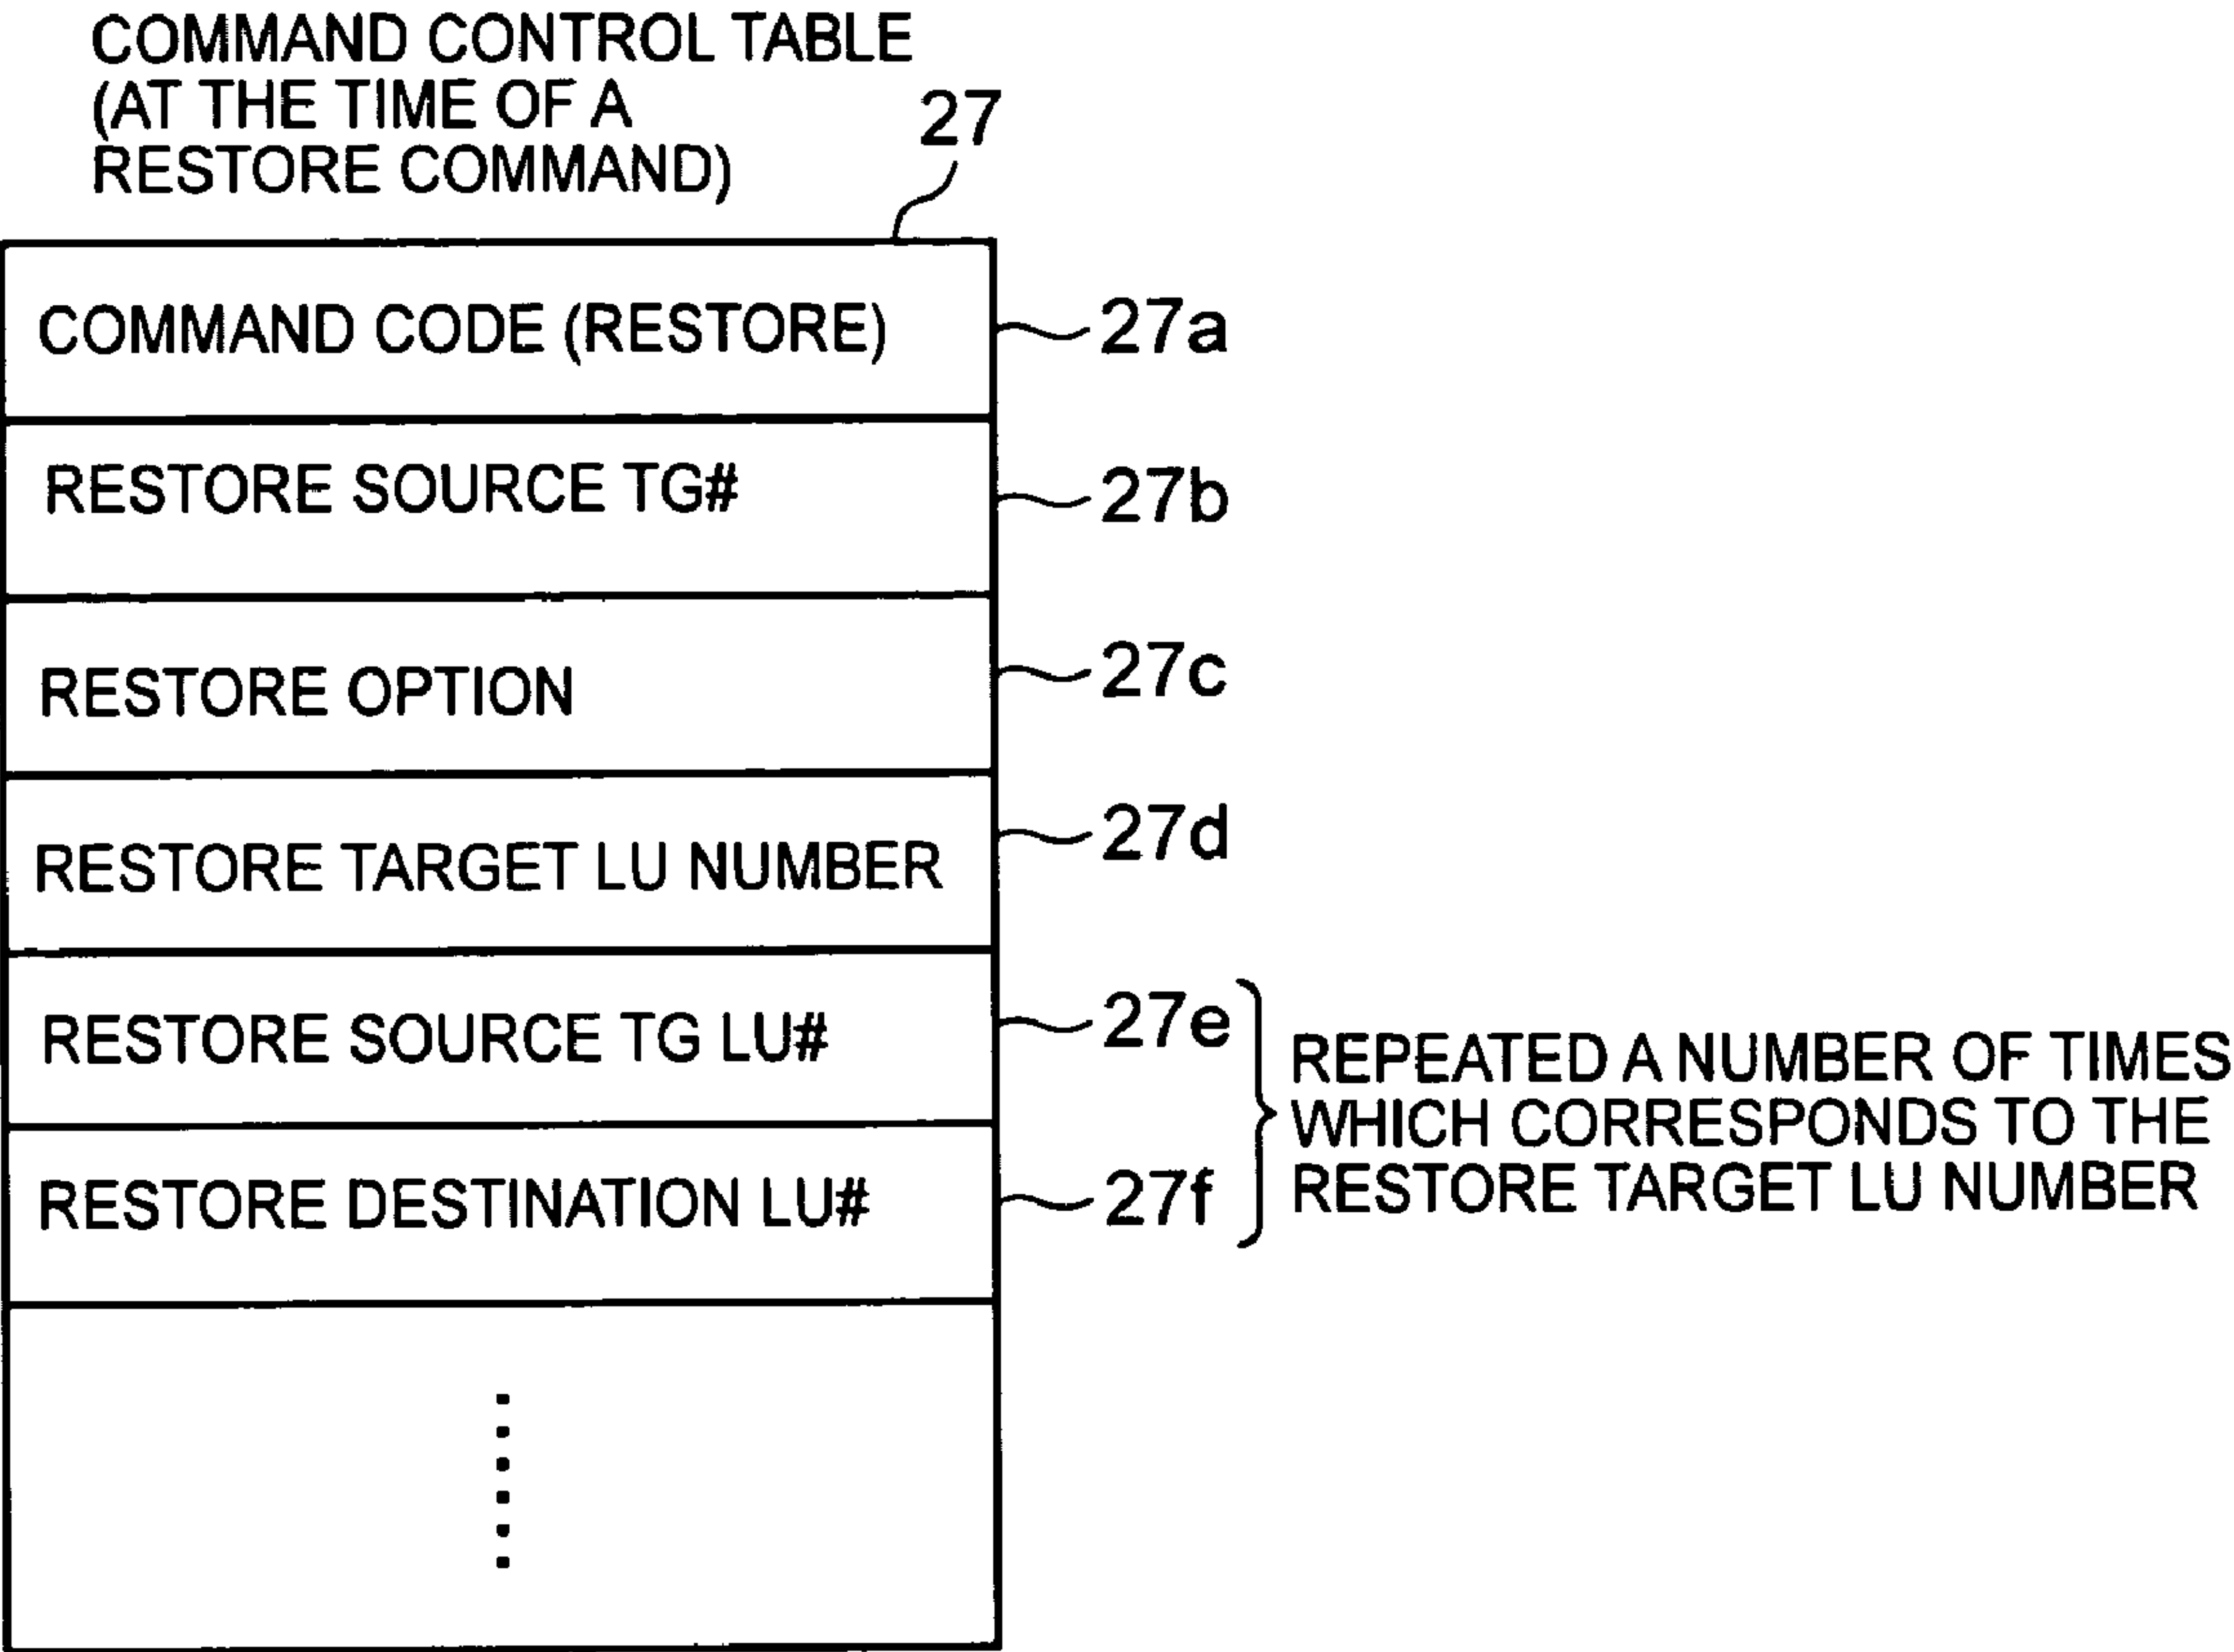 COMMAND CONTROL TABLE
(AT THE TIME OF A
RESTORE COMMAND)
27
COMMAND CODE (RESTORE)
27a
RESTORE SOURCE TG#
27b
RESTORE OPTION
27c
RESTORE TARGET LU NUMBER
27d
RESTORE SOURCE TG LU#
27e
RESTORE DESTINATION LU#
27f
REPEATED A NUMBER OF TIMES
WHICH CORRESPONDS TO THE
RESTORE TARGET LU NUMBER